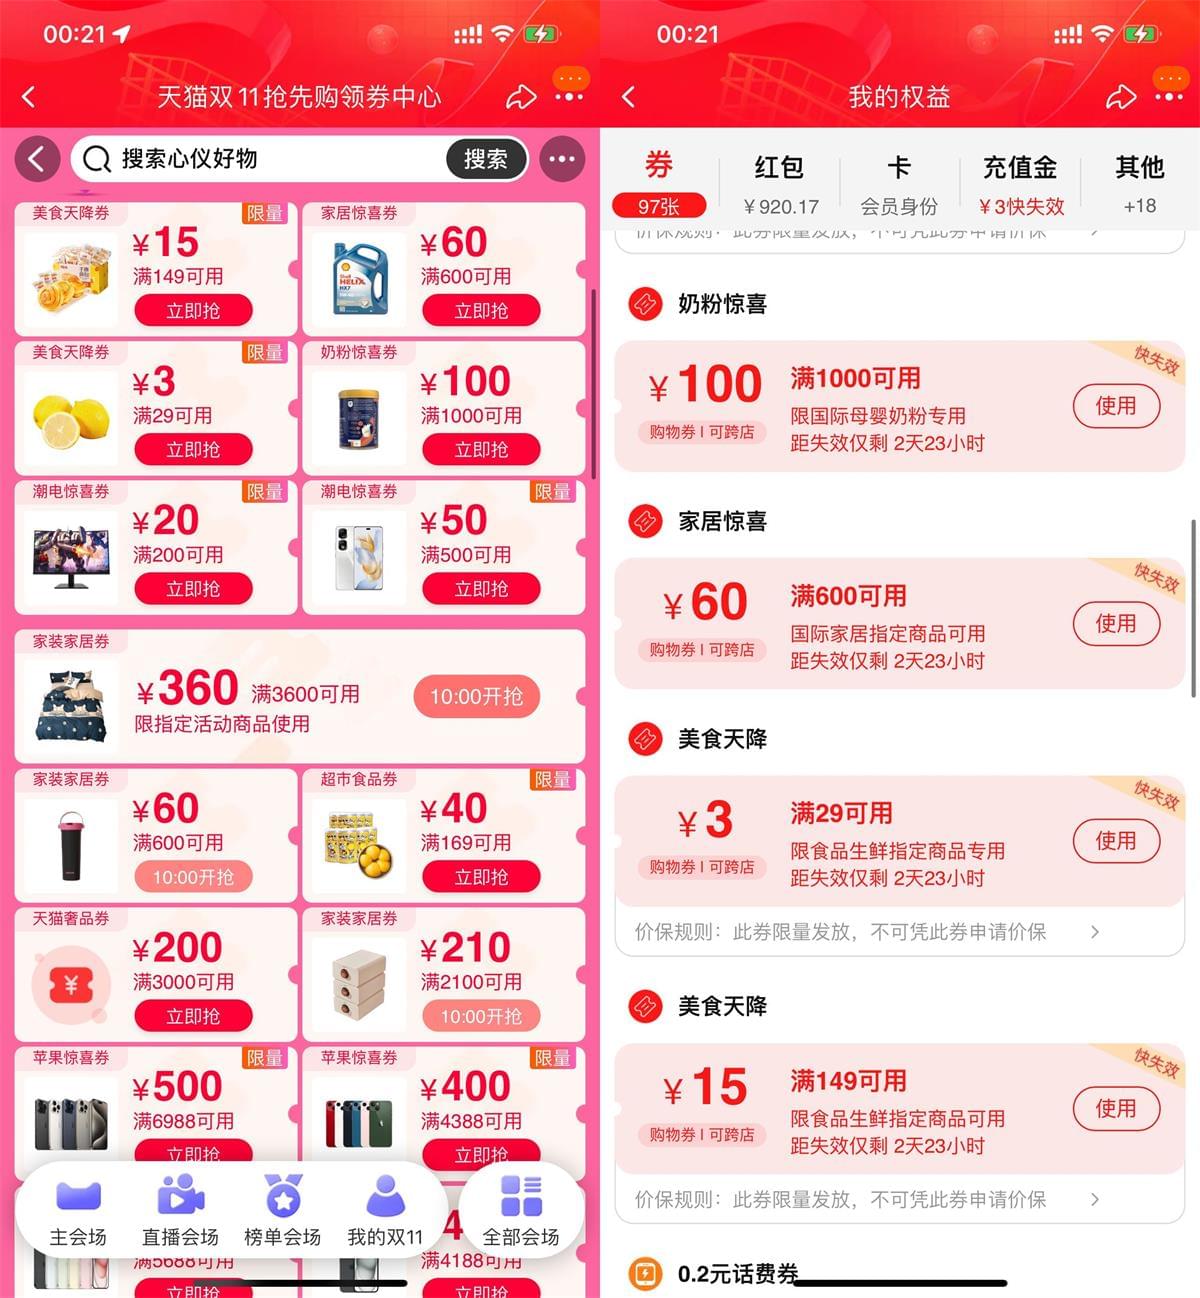 00:21
天猫双11抢先购领券中心
搜索心仪好物
搜索
美食天降券
限量
¥15
满149可用
立即抢
家居惊喜券
¥60
满600可用
立即抢
美食天降券
限量
¥3
满29可用
立即抢
奶粉惊喜券
¥100
满1000可用
立即抢
潮电惊喜券
限量
¥20
满200可用
立即抢
潮电惊喜券
限量
¥50
满500可用
立即抢
家装家居券
¥360 满3600可用
限指定活动商品使用
10:00开抢
家装家居券
¥60
满600可用
10:00开抢
超市食品券
限量
¥40
满169可用
立即抢
天猫奢品券
¥200
满3000可用
立即抢
家装家居券
¥210
满2100可用
10:00开抢
苹果惊喜券
限量
¥500
满6988可用
立即抢
苹果惊喜券
限量
¥400
满4388可用
立即抢
主会场
直播会场
榜单会场
我的双11
全部会场
满5688可用
立即抢
满4188可用
立即抢
00:21
我的权益
券
97张
红包
¥920.17
卡
会员身份
充值金
¥3快失效
其他
+18
价保规则：此券限量发放，不可凭此券申请价保
奶粉惊喜
¥100
购物券 | 可跨店
满1000可用
限国际母婴奶粉专用
距失效仅剩 2天23小时
快失效
使用
家居惊喜
¥60
购物券 | 可跨店
满600可用
国际家居指定商品可用
距失效仅剩 2天23小时
快失效
使用
美食天降
¥3
购物券 | 可跨店
满29可用
限食品生鲜指定商品专用
距失效仅剩 2天23小时
快失效
使用
价保规则：此券限量发放，不可凭此券申请价保
美食天降
¥15
购物券 | 可跨店
满149可用
限食品生鲜指定商品可用
距失效仅剩 2天23小时
快失效
使用
价保规则：此券限量发放，不可凭此券申请价保
0.2元话费券